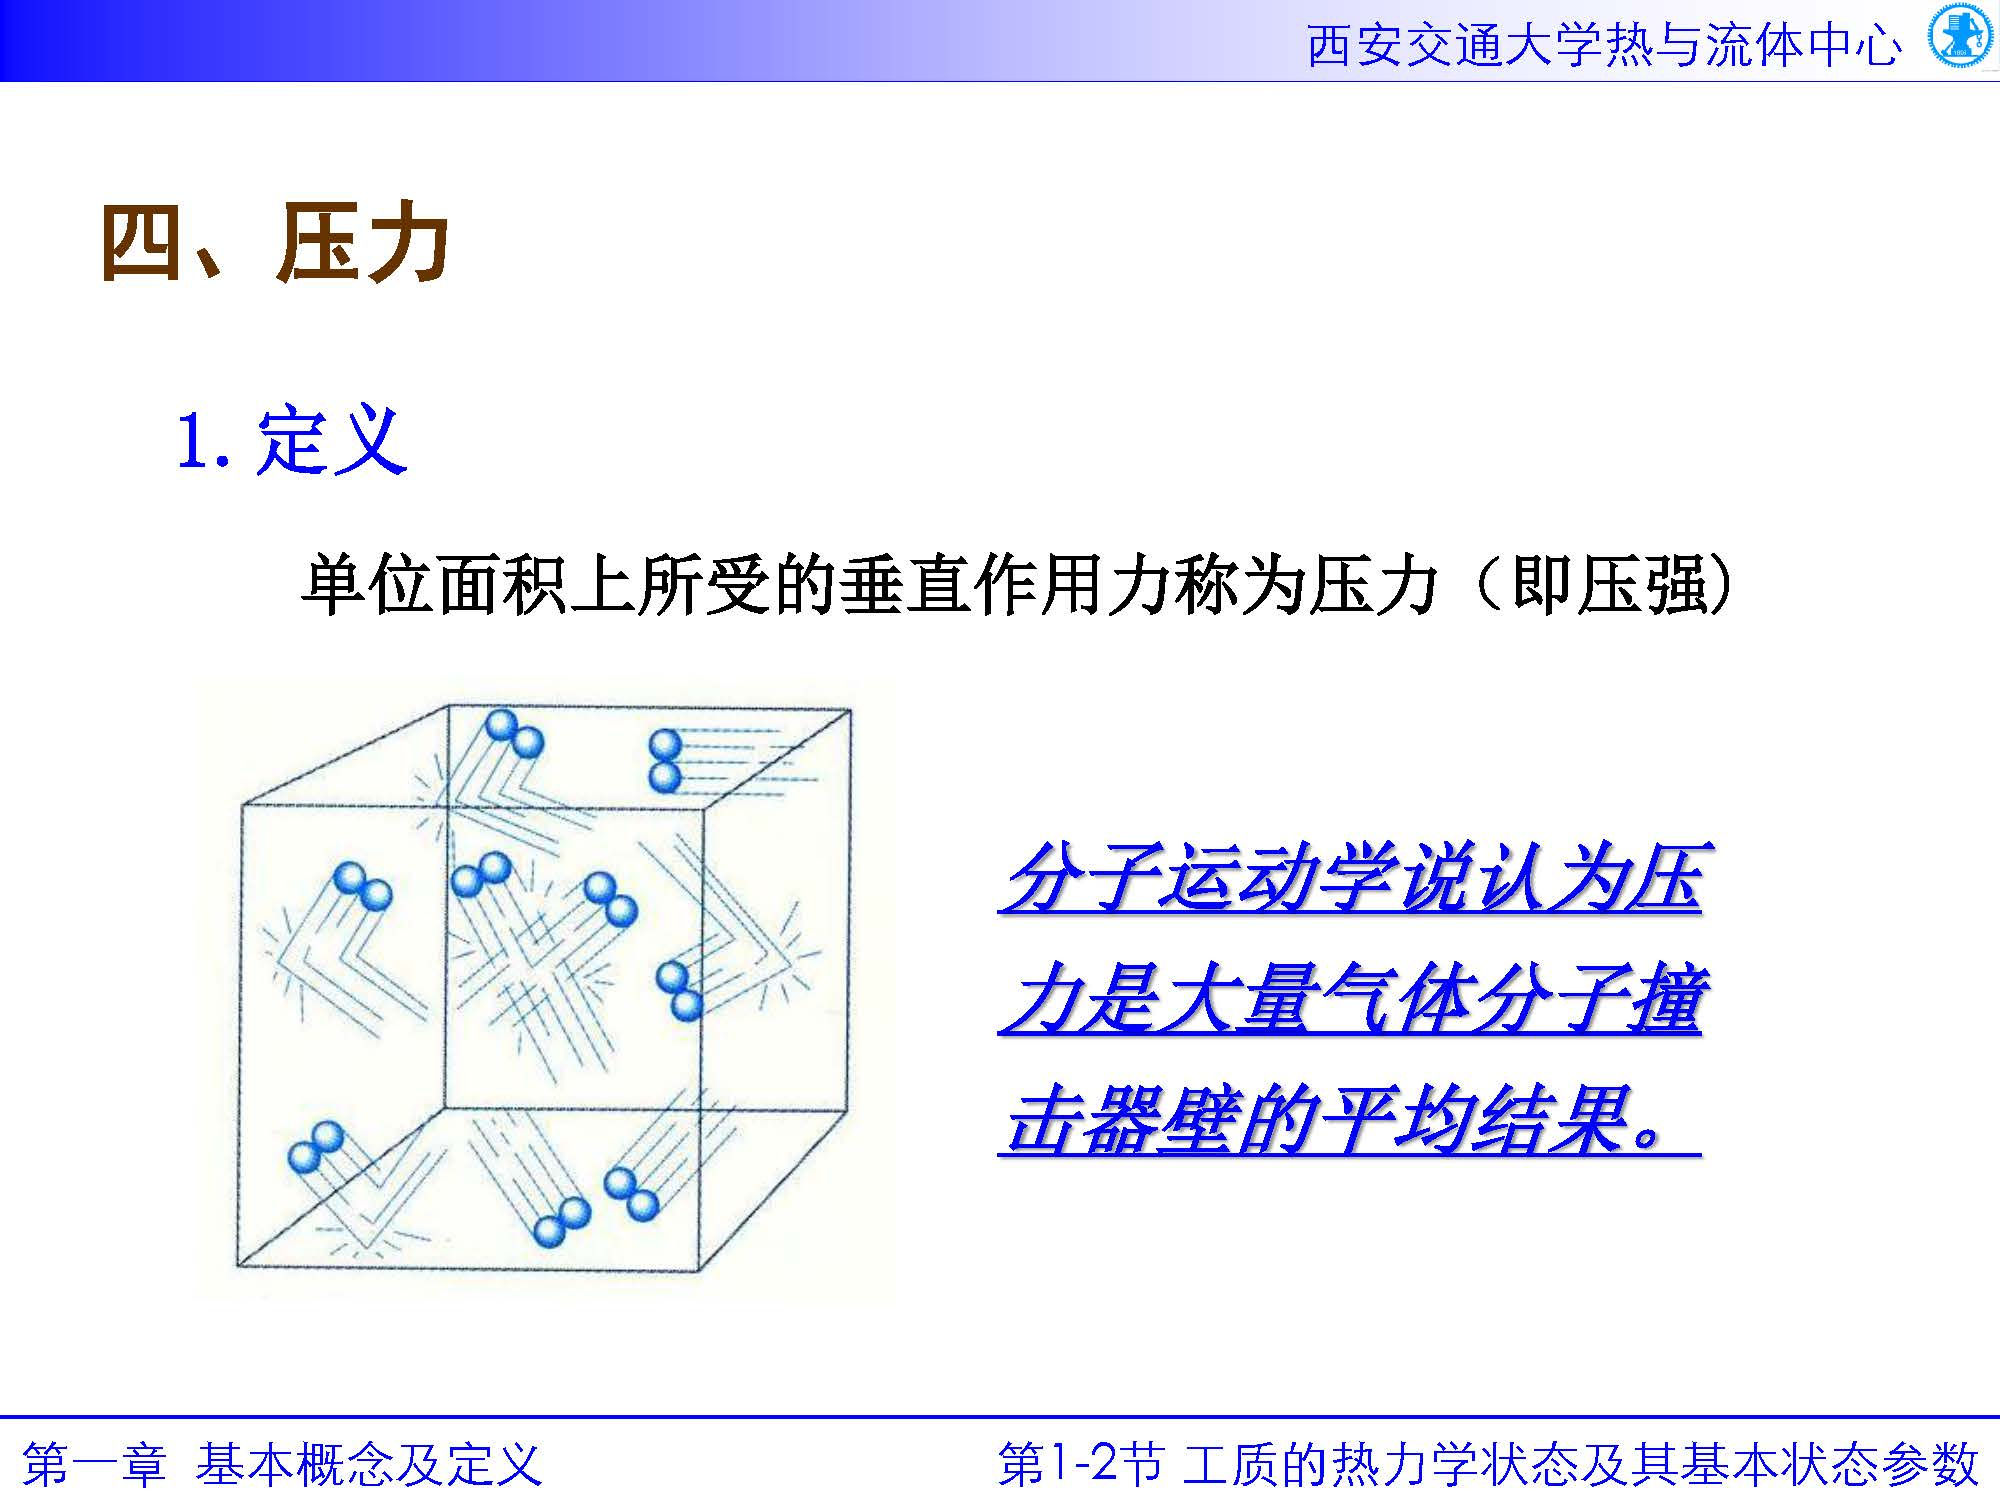 西安交通大学热与流体中心
四、压力
1.定义
单位面积上所受的垂直作用力称为压力（即压强)
分子运动学说认为压
力是大量气体分子撞
击器壁的平均结果。
第一章 基本概念及定义
第1-2节 工质的热力学状态及其基本状态参数